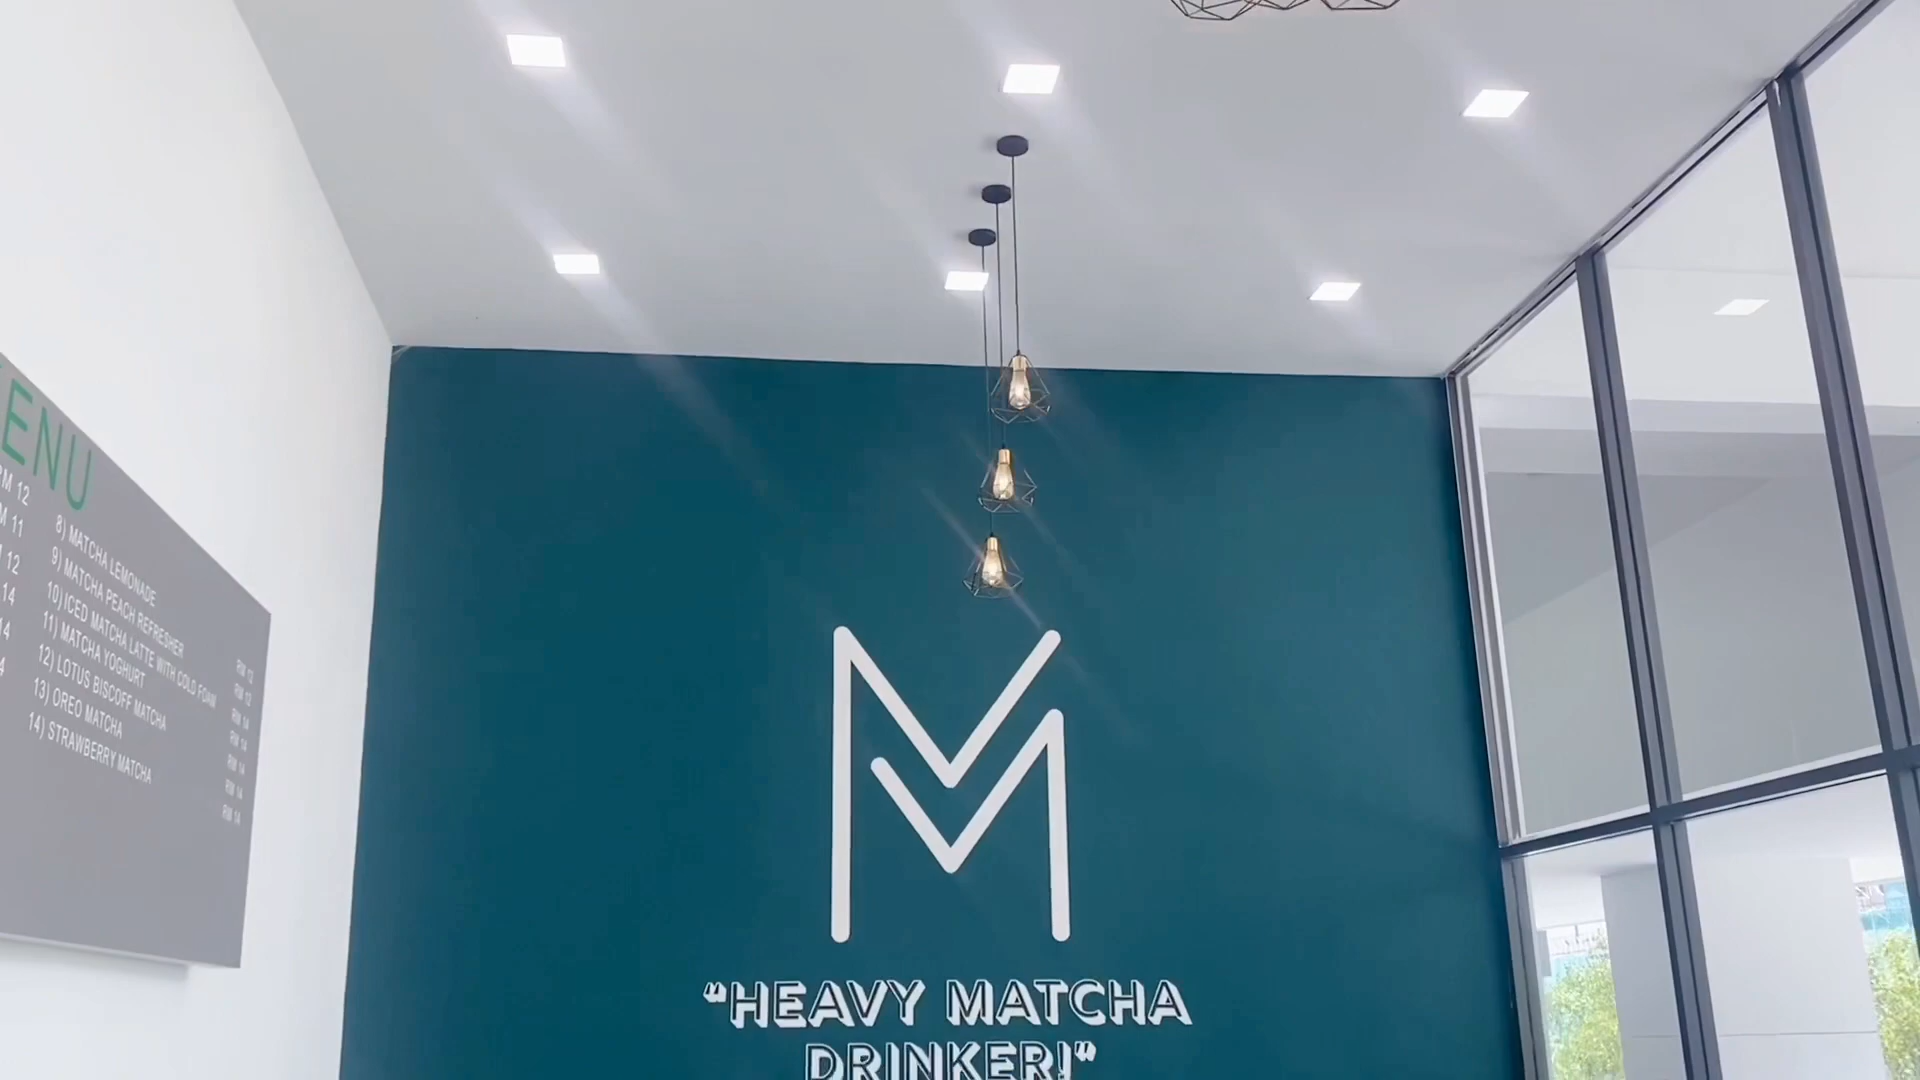 ENU
RM 12
M 11
12
14
14
4
8) MATCHA LEMONADE RM 13
9) MATCHA PEACH REFRESHER RM 13
10) ICED MATCHA LATTE WITH COLD FOAM RM 14
11) MATCHA YOGHURT RM 14
12) LOTUS BISCOFF MATCHA RM 14
13) OREO MATCHA RM 14
14) STRAWBERRY MATCHA RM 14
M
“HEAVY MATCHA
DRINKER!”